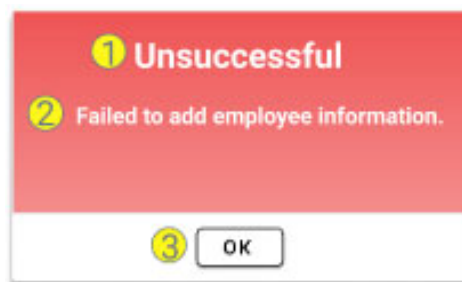 1 Unsuccessful
2 Failed to add employee information.
3 OK